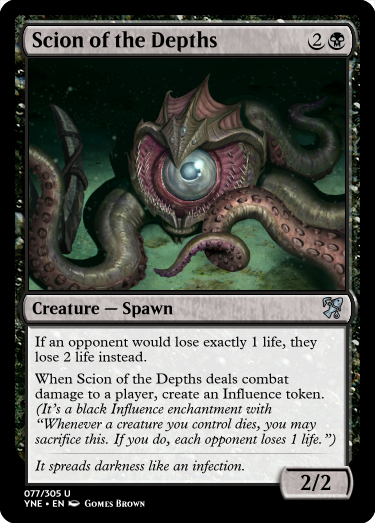 Scion of the Depths 2
Creature — Spawn
If an opponent would lose exactly 1 life, they
lose 2 life instead.
When Scion of the Depths deals combat
damage to a player, create an Influence token.
(It's a black Influence enchantment with
“Whenever a creature you control dies, you may
sacrifice this. If you do, each opponent loses 1 life.”)
It spreads darkness like an infection.
2/2
077/305 U
YNE • EN Gomes Brown